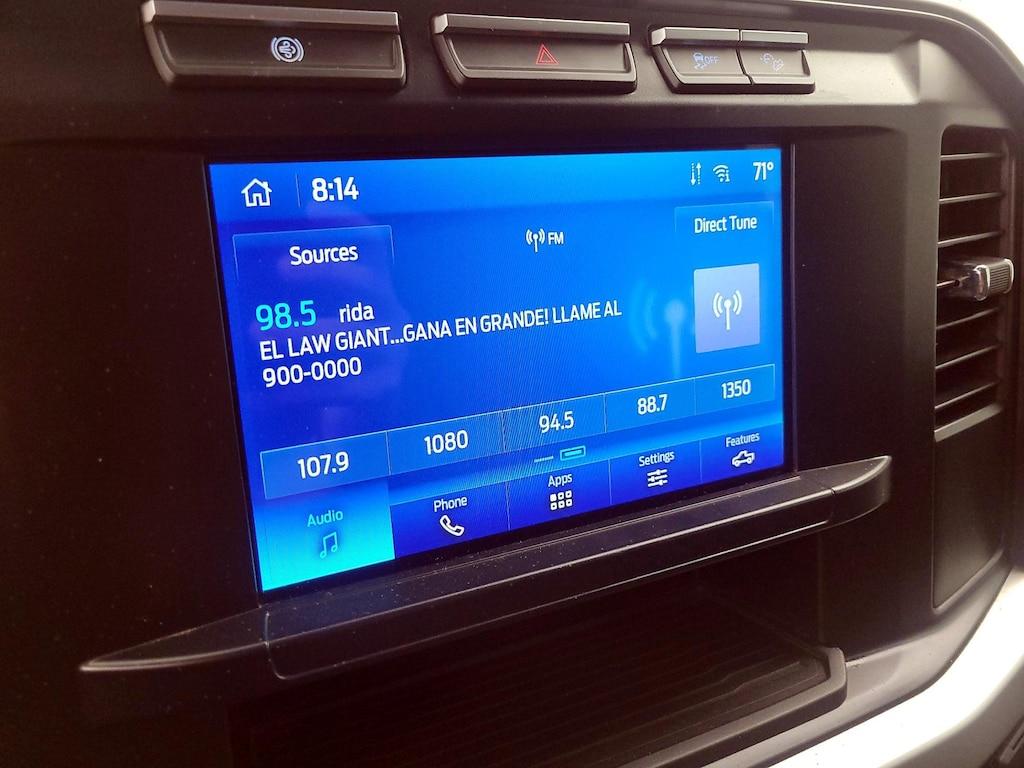 OFF
8:14
71°
Sources
FM
Direct Tune
98.5 rida
EL LAW GIANT...GANA EN GRANDE! LLAME AL
900-0000
107.9
1080
94.5
88.7
1350
Audio
Phone
Apps
Settings
Features